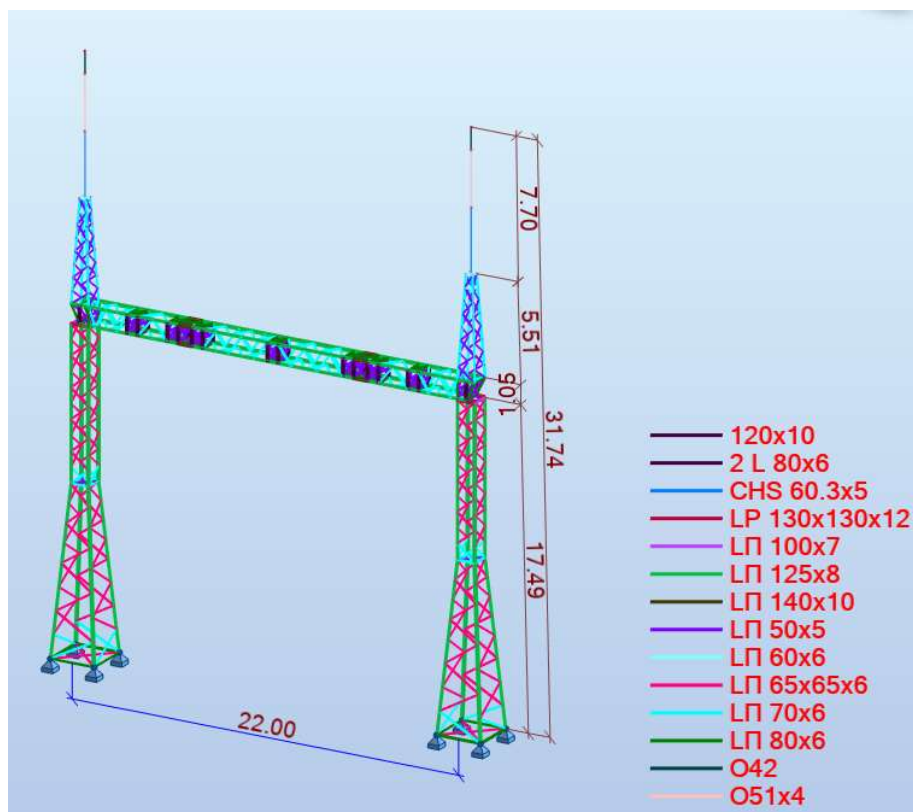 7.70
5.51
1.05
31.74
17.49
22.00
120x10
2 L 80x6
CHS 60.3x5
LP 130x130x12
LП 100x7
LП 125x8
LП 140x10
LП 50x5
LП 60x6
LП 65x65x6
LП 70x6
LП 80x6
O42
O51x4